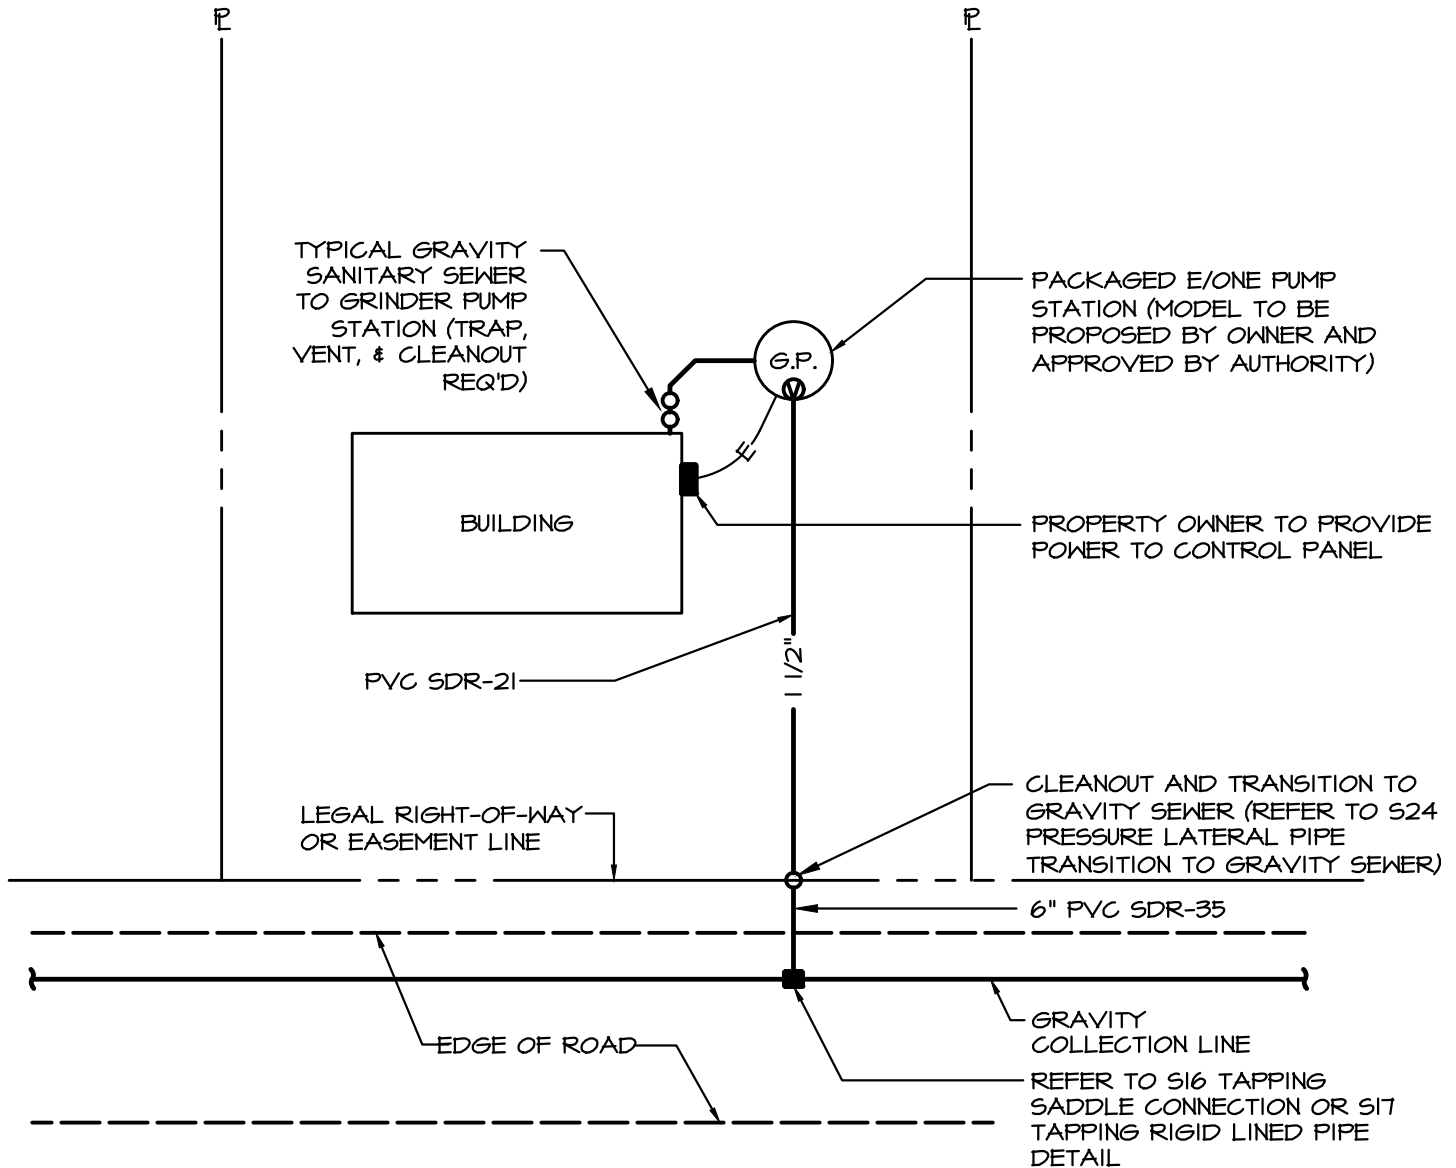 PL
PL
TYPICAL GRAVITY
SANITARY SEWER
TO GRINDER PUMP
STATION (TRAP,
VENT, & CLEANOUT
REQ'D)
PACKAGED E/ONE PUMP
STATION (MODEL TO BE
PROPOSED BY OWNER AND
APPROVED BY AUTHORITY)
G.P.
V
E
BUILDING
PROPERTY OWNER TO PROVIDE
POWER TO CONTROL PANEL
PVC SDR-21
1 1/2"
LEGAL RIGHT-OF-WAY
OR EASEMENT LINE
CLEANOUT AND TRANSITION TO
GRAVITY SEWER (REFER TO S24
PRESSURE LATERAL PIPE
TRANSITION TO GRAVITY SEWER)
6" PVC SDR-35
GRAVITY
COLLECTION LINE
EDGE OF ROAD
REFER TO S16 TAPPING
SADDLE CONNECTION OR S17
TAPPING RIGID LINED PIPE
DETAIL